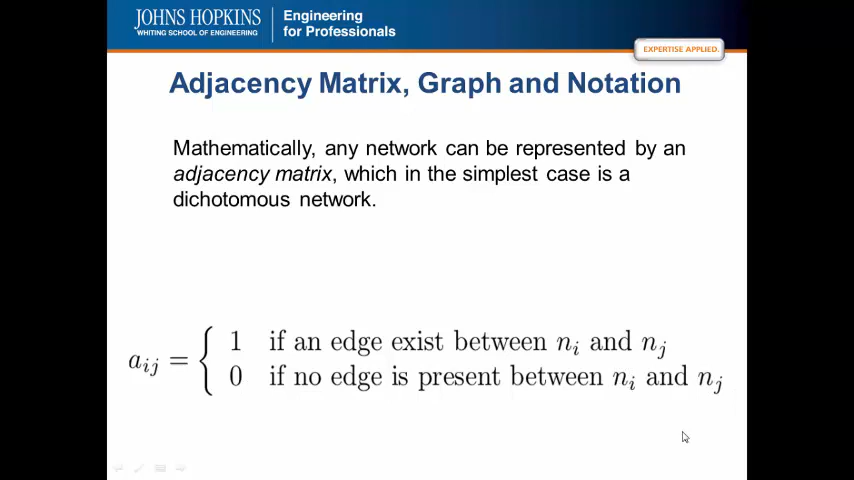 JOHNS HOPKINS
WHITING SCHOOL OF ENGINEERING
Engineering
for Professionals
EXPERTISE APPLIED.
Adjacency Matrix, Graph and Notation
Mathematically, any network can be represented by an
adjacency matrix, which in the simplest case is a
dichotomous network.
a_{ij} = { 1 if an edge exist between n_i and n_j
0 if no edge is present between n_i and n_j